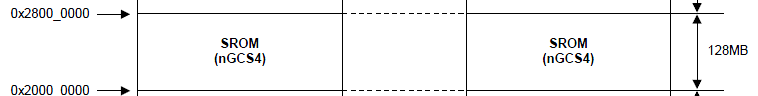 0x2800_0000
SROM
(nGCS4)
SROM
(nGCS4)
128MB
0x2000_0000